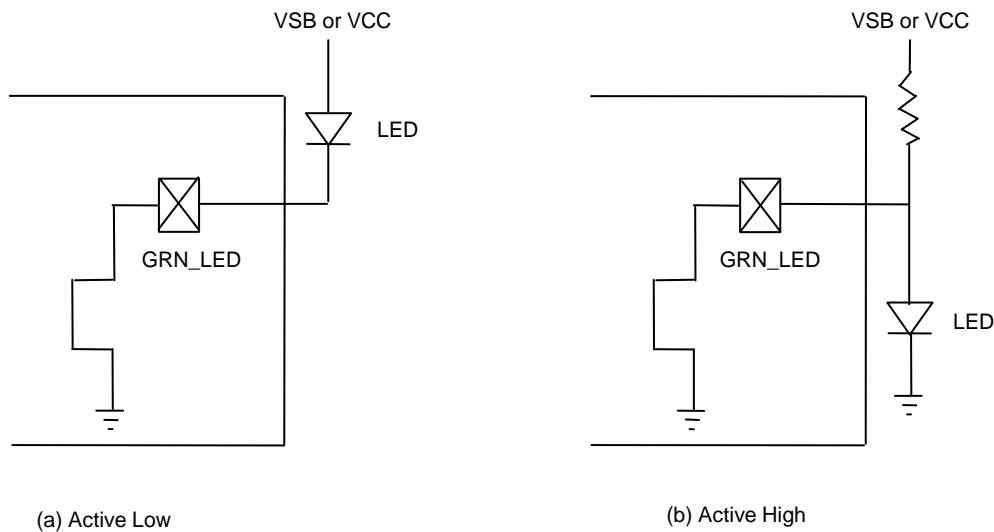 VSB or VCC
LED
GRN_LED
(a) Active Low
VSB or VCC
GRN_LED
LED
(b) Active High